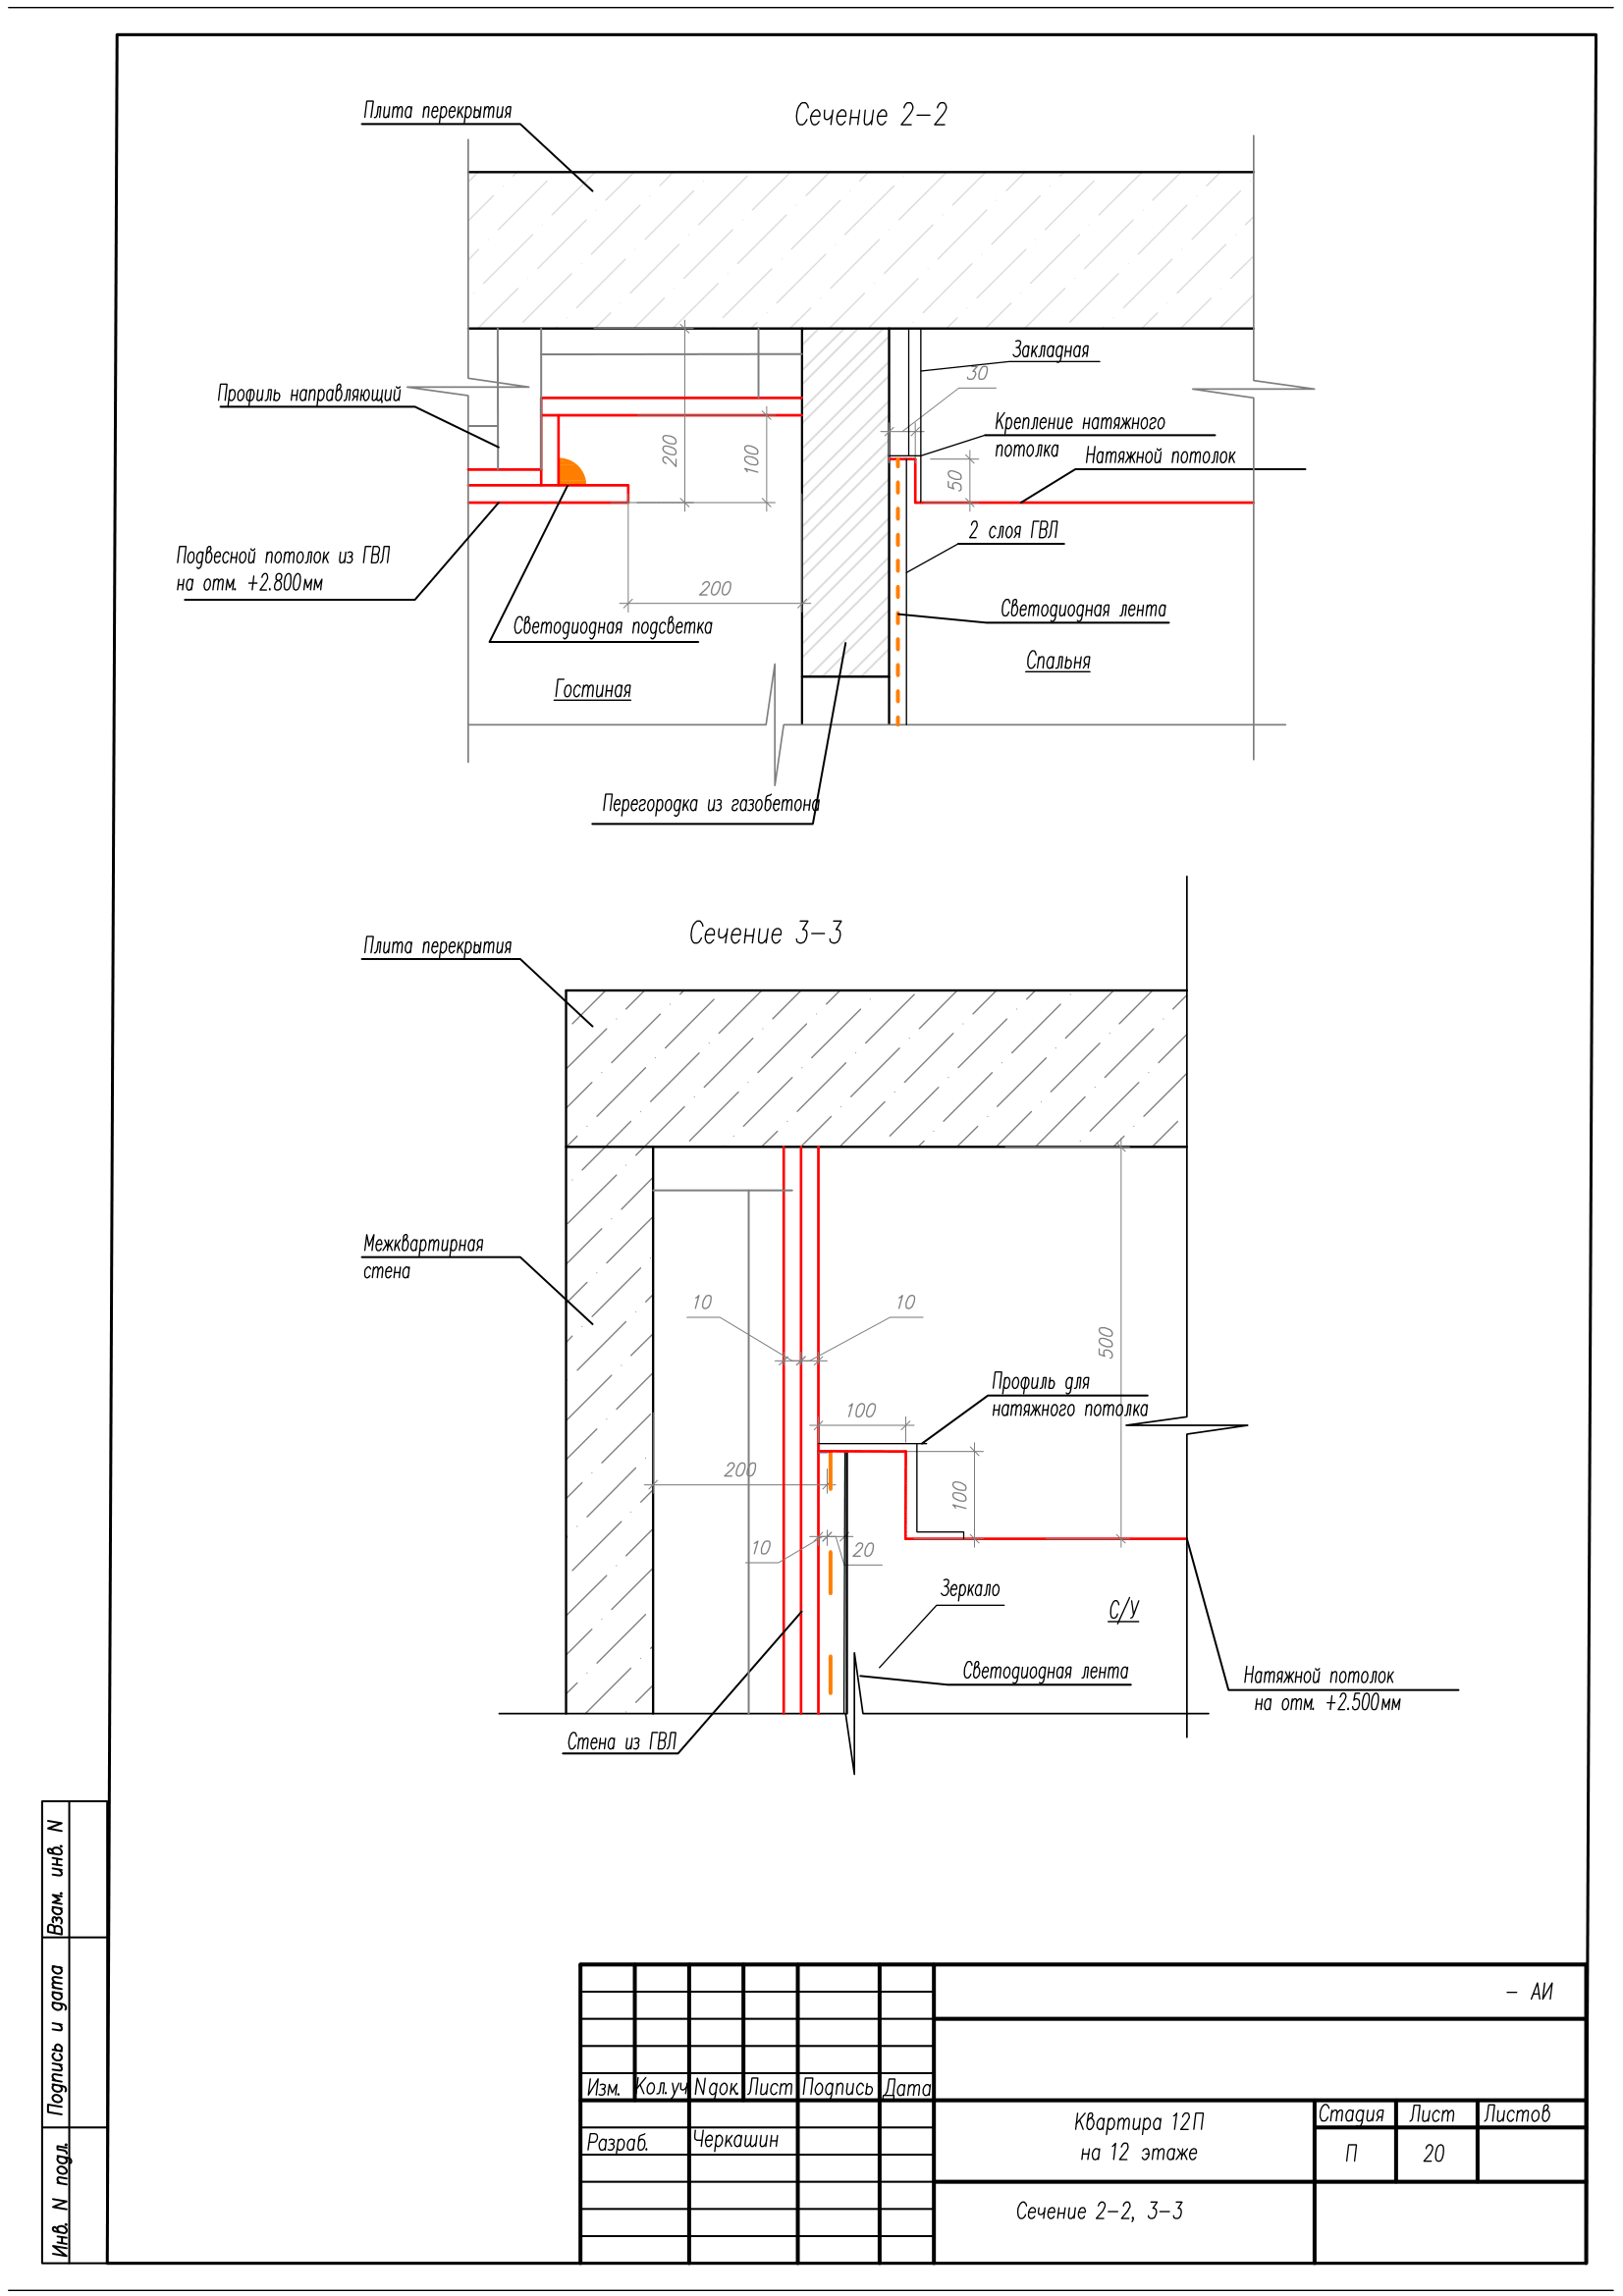 Сечение 2-2
Плита перекрытия
Закладная
30
Профиль направляющий
Крепление натяжного
потолка
Натяжной потолок
200
100
50
2 слоя ГВЛ
Подвесной потолок из ГВЛ
на отм. +2.800мм
200
Светодиодная лента
Светодиодная подсветка
Спальня
Гостиная
Перегородка из газобетона
Сечение 3-3
Плита перекрытия
Межквартирная
стена
10
10
500
Профиль для
натяжного потолка
100
200
100
10
20
Зеркало
С/У
Светодиодная лента
Натяжной потолок
на отм. +2.500мм
Стена из ГВЛ
Взам. инв. N
Подпись и дата
Инв. N подл.
- АИ
Изм. Кол.уч Nдок. Лист Подпись Дата
Разраб. Черкашин
Квартира 12П
на 12 этаже
Стадия Лист Листов
П 20
Сечение 2-2, 3-3